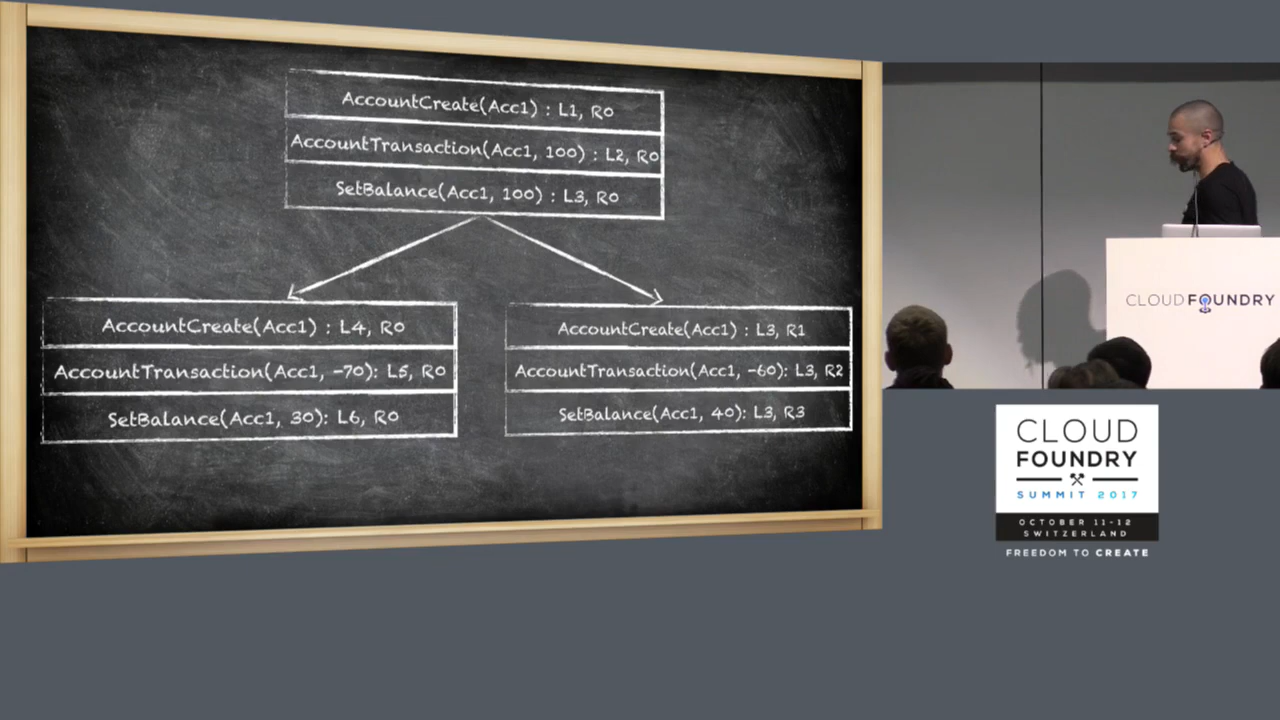 AccountCreate(Acc1) : L1, R0
AccountTransaction(Acc1, 100) : L2, R0
SetBalance(Acc1, 100) : L3, R0
AccountCreate(Acc1) : L4, R0
AccountTransaction(Acc1, -70): L5, R0
SetBalance(Acc1, 30): L6, R0
AccountCreate(Acc1) : L3, R1
AccountTransaction(Acc1, -60): L3, R2
SetBalance(Acc1, 40): L3, R3
CLOUDFOUNDRY
CLOUD
FOUNDRY
SUMMIT 2017
OCTOBER 11-12
SWITZERLAND
FREEDOM TO CREATE